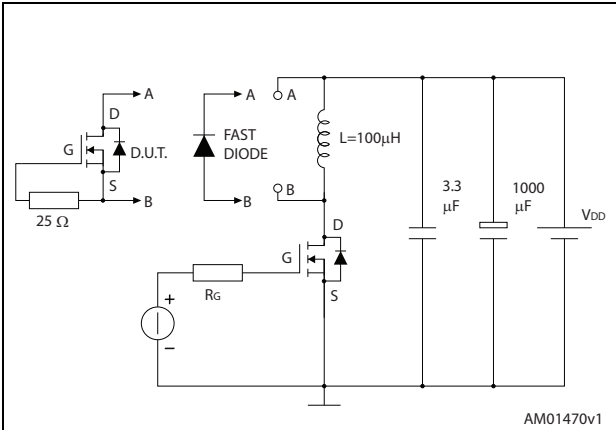 A
D
G
D.U.T.
S
B
25 Ω
A
FAST
DIODE
B
A
L=100μH
B
D
G
S
RG
+
–
3.3
μF
1000
μF
VDD
AM01470v1